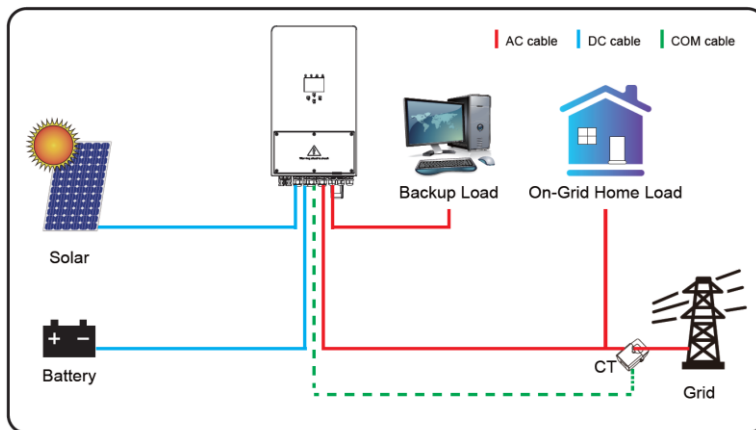 AC cable
DC cable
COM cable
Backup Load
On-Grid Home Load
Solar
Battery
CT
Grid